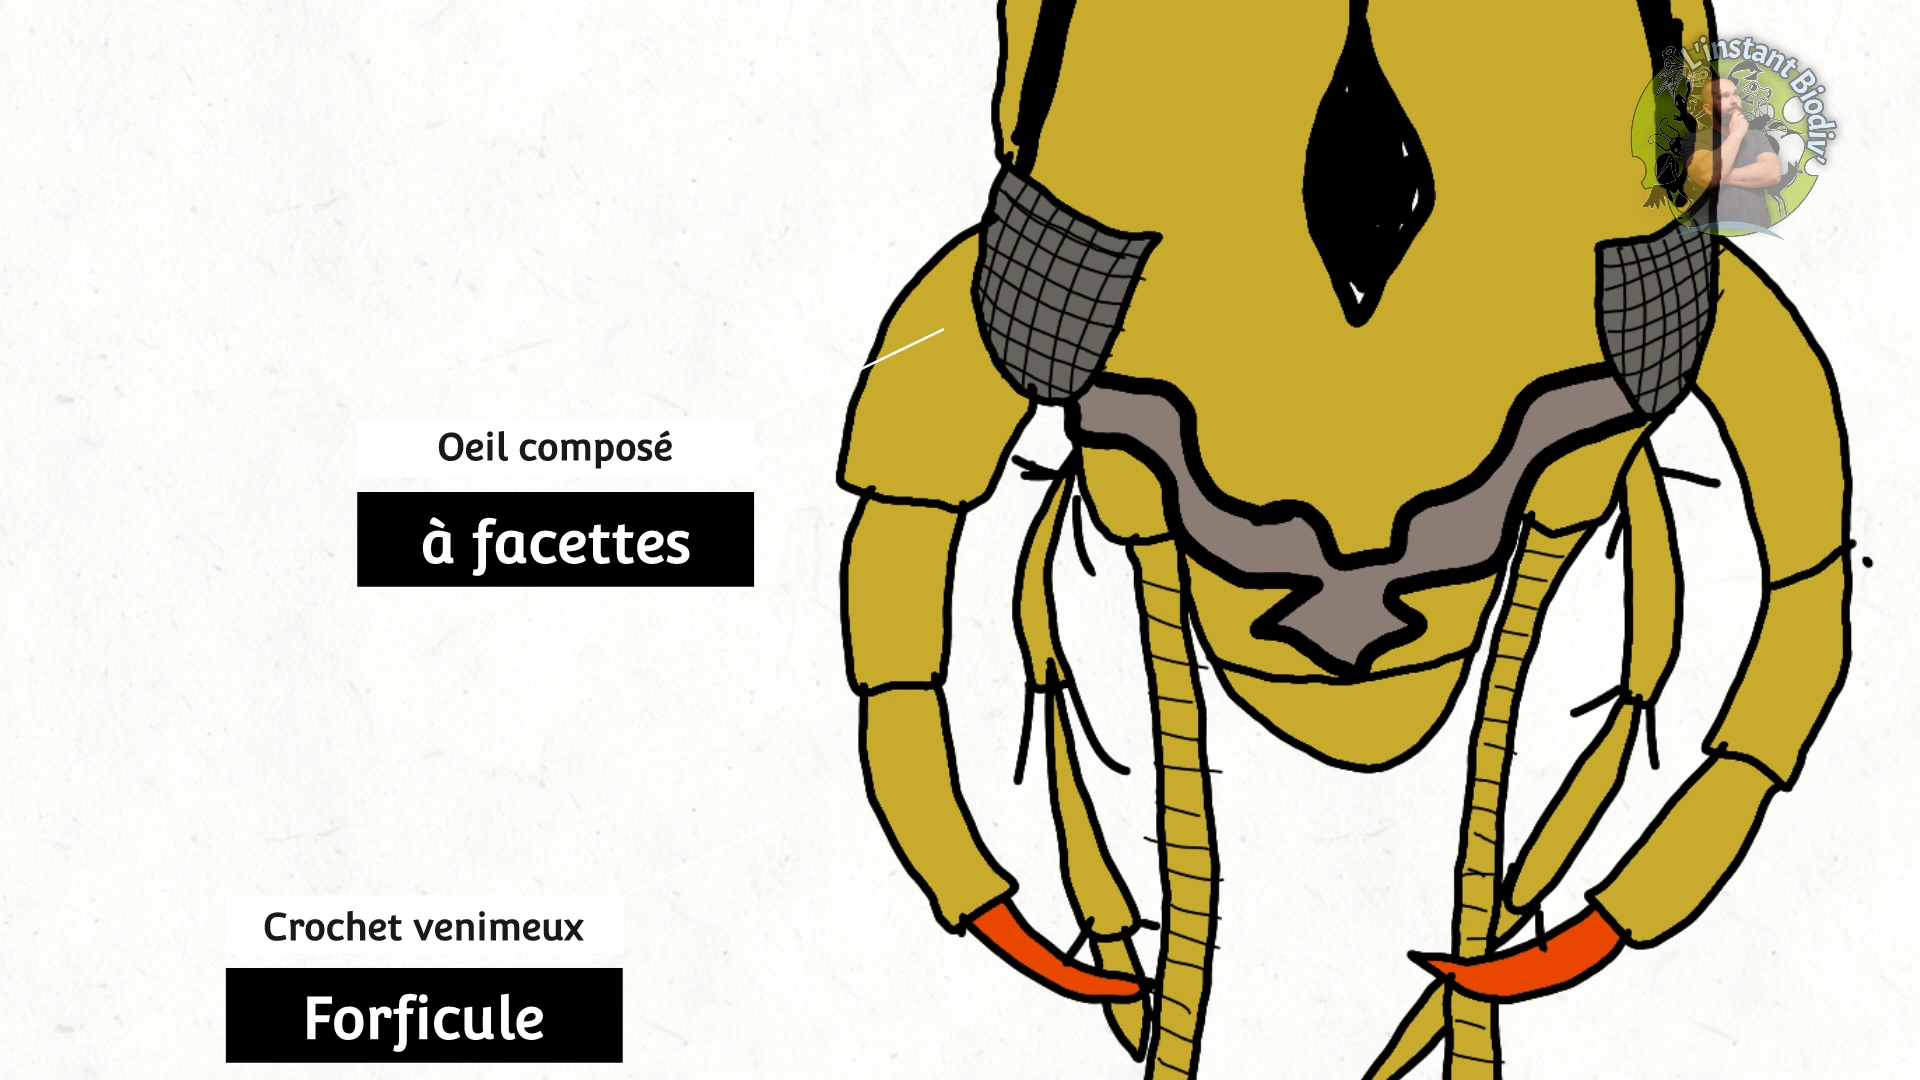 L'instant Biodiv'
Oeil composé
à facettes
Crochet venimeux
Forficule